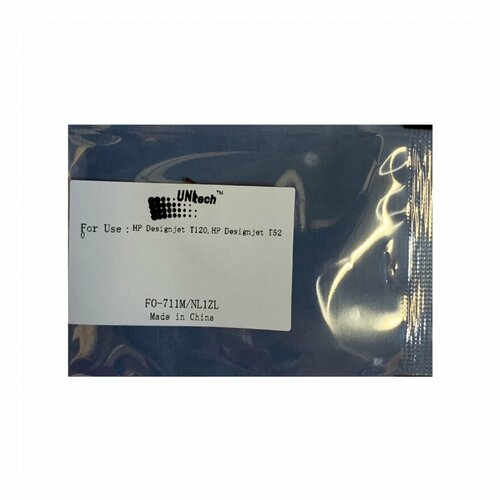 UNItech™
For Use : HP Designjet T120, HP Designjet T52
0
FO-711M/NL1ZL
Made in China